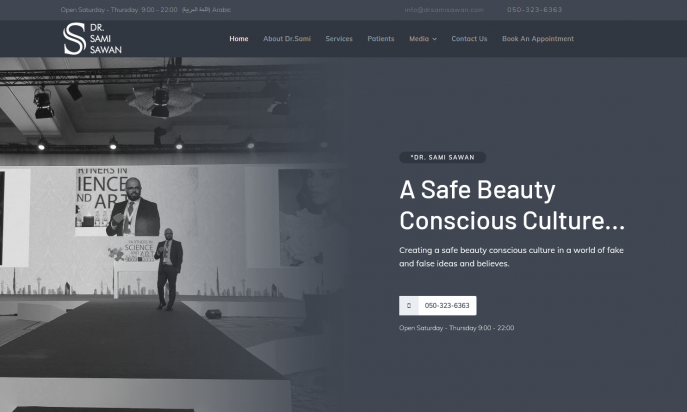 Open Saturday - Thursday 9:00 - 22:00 (اللغة العربية) Arabic
info@drsamisawan.com 050-323-6363
DR.
SAMI
SAWAN
Home About Dr.Sami Services Patients Media Contact Us Book An Appointment
RTNERS IN
IENCE
ND ART
SCIENCE
*DR. SAMI SAWAN
A Safe Beauty
Conscious Culture...
Creating a safe beauty conscious culture in a world of fake
and false ideas and believes.
050-323-6363
Open Saturday - Thursday 9:00 - 22:00